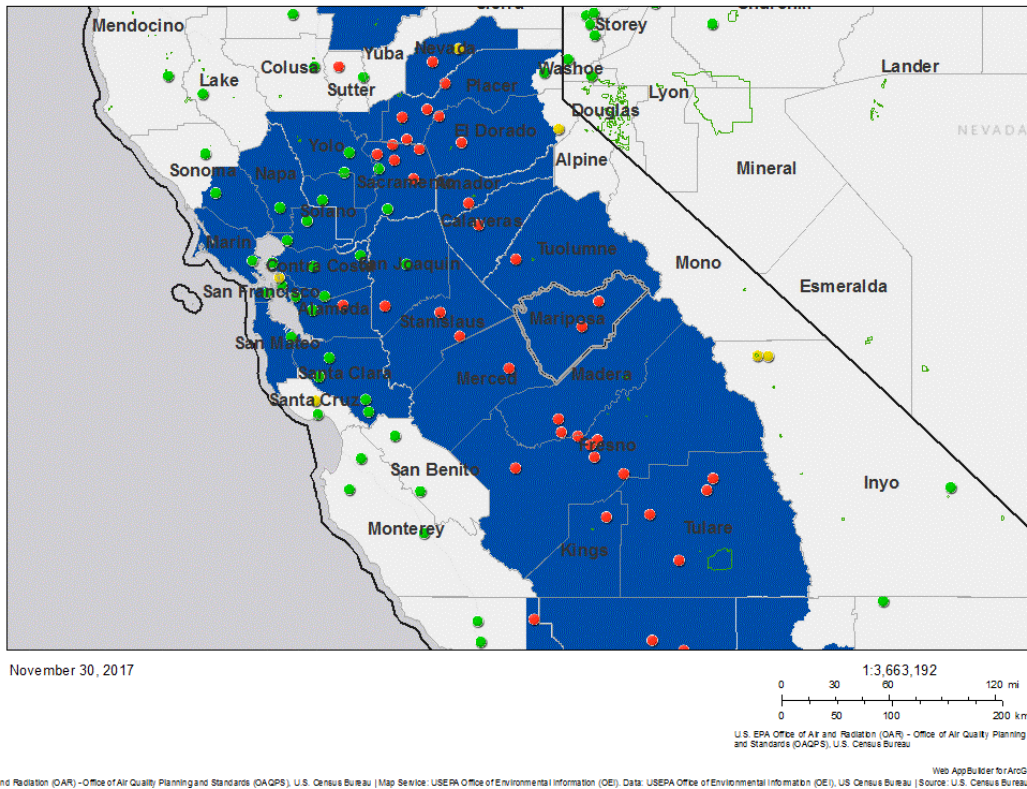 Mendocino
Sierra
Churchill
Storey
Yuba
Nevada
Colusa
Lake
Washoe
Lander
Sutter
Placer
Lyon
Douglas
NEVADA
El Dorado
Yolo
Alpine
Mineral
Sonoma
Napa
Sacramento
Amador
Solano
Calaveras
Marin
Tuolumne
Contra Costa
San Joaquin
Mono
Esmeralda
San Francisco
Alameda
Stanislaus
Mariposa
San Mateo
Santa Clara
Merced
Madera
Santa Cruz
Fresno
San Benito
Inyo
Monterey
Tulare
Kings
November 30, 2017
1:3,663,192
0 30 60 120 mi
0 50 100 200 km
U.S. EPA Office of Air and Radiation (OAR) - Office of Air Quality Planning
and Standards (OAQPS), U.S. Census Bureau
Web AppBuilder for ArcG
nd Radiation (OAR) - Office of Air Quality Planning and Standards (OAQPS), U.S. Census Bureau | Map Service: USEPA Office of Environmental Information (OEI). Data: USEPA Office of Environmental Information (OEI), US Census Bureau | Source: U.S. Census Bureau